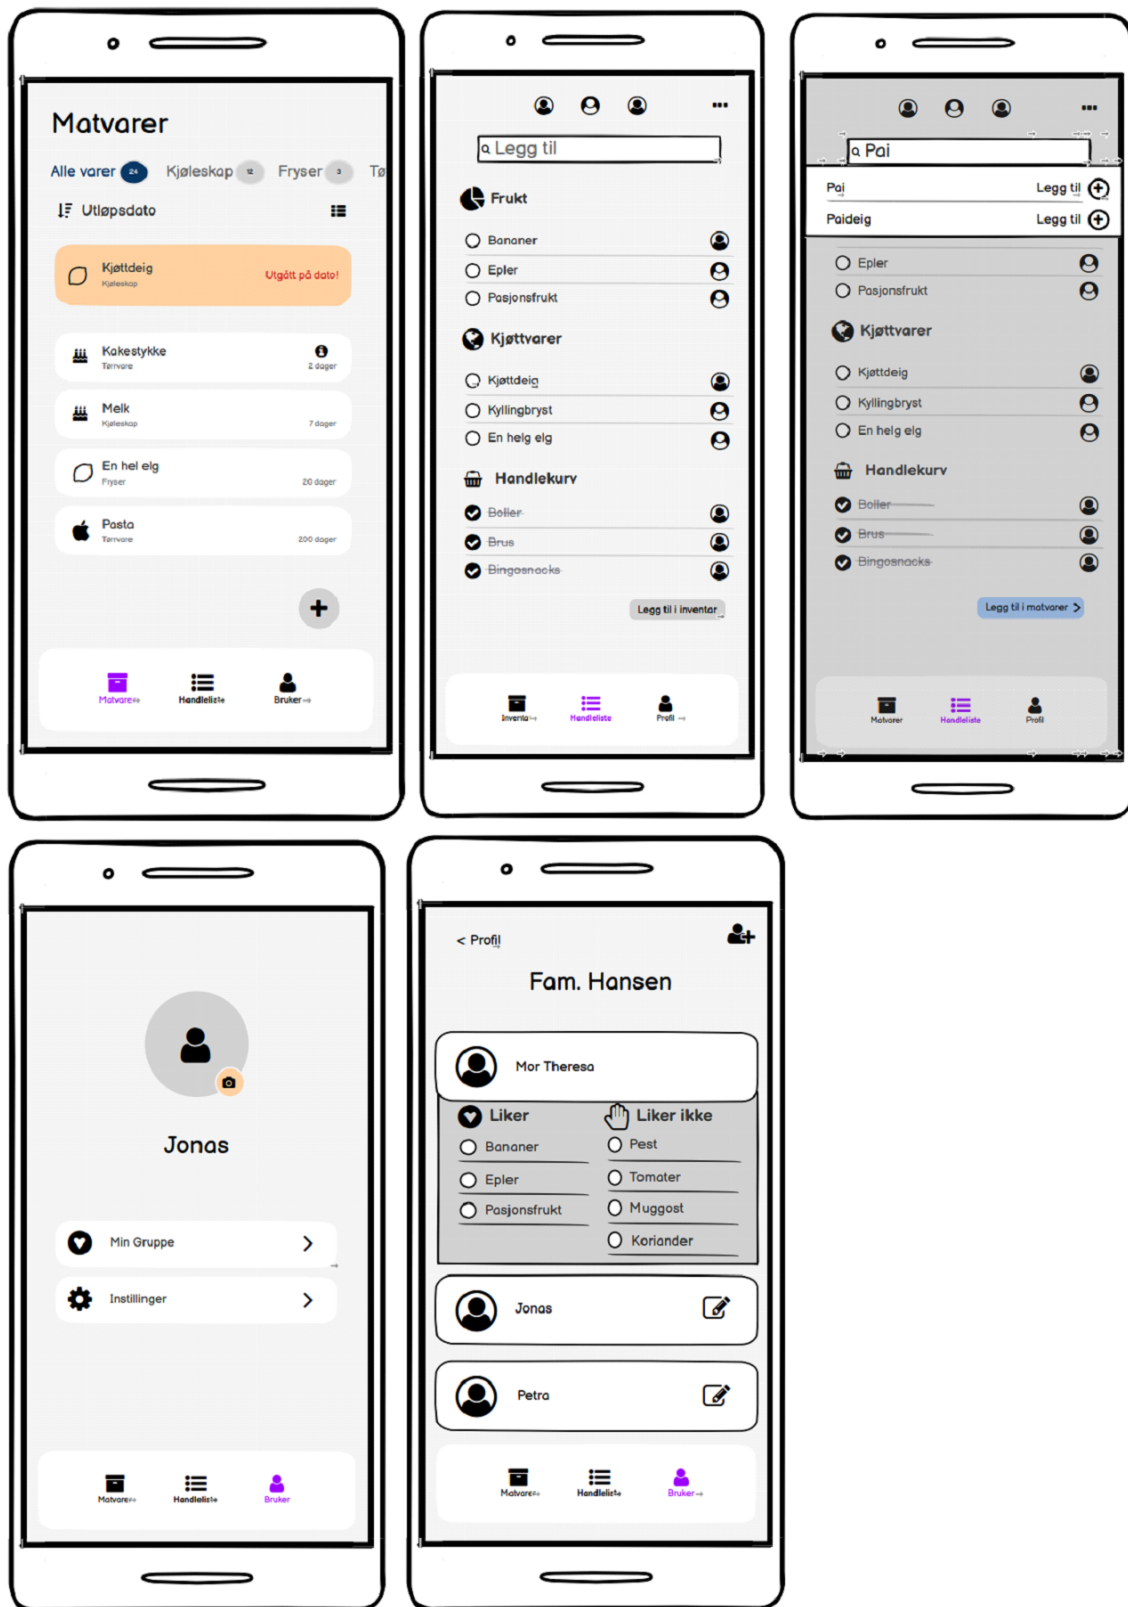 Matvarer
Alle varer 24 Kjøleskap 12 Fryser 3 Tø
Utløpsdato
Kjøttdeig
Kjøleskap
Utgått på dato!
Kakestykke
Tørrvare
2 dager
Melk
Kjøleskap
7 dager
En hel elg
Fryser
20 dager
Pasta
Tørrvare
200 dager
Matvarer Handleliste Bruker
Legg til
Frukt
Bananer
Epler
Pasjonsfrukt
Kjøttvarer
Kjøttdeig
Kyllingbryst
En helg elg
Handlekurv
Boller
Brus
Bingosnacks
Legg til i inventar
Inventa Handleliste Profil
Pai
Pai Legg til
Paideig Legg til
Epler
Pasjonsfrukt
Kjøttvarer
Kjøttdeig
Kyllingbryst
En helg elg
Handlekurv
Boller
Brus
Bingosnacks
Legg til i matvarer >
Matvarer Handleliste Profil
Jonas
Min Gruppe
Instillinger
Matvarer Handleliste Bruker
< Profil
Fam. Hansen
Mor Theresa
Liker
Bananer
Epler
Pasjonsfrukt
Liker ikke
Pest
Tomater
Muggost
Koriander
Jonas
Petra
Matvarer Handleliste Bruker